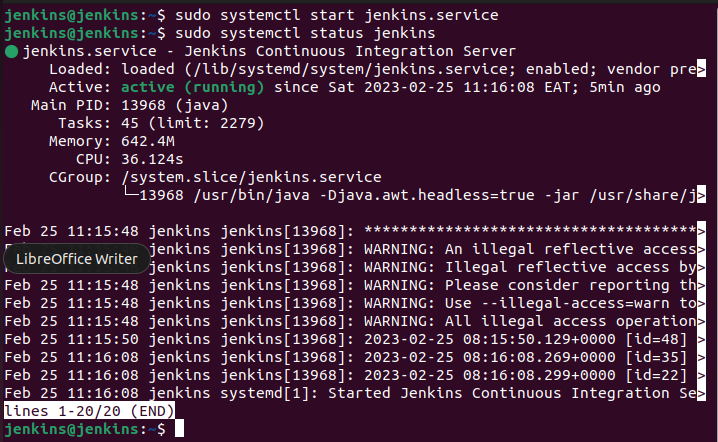 jenkins@jenkins:~$ sudo systemctl start jenkins.service
jenkins@jenkins:~$ sudo systemctl status jenkins
● jenkins.service - Jenkins Continuous Integration Server
     Loaded: loaded (/lib/systemd/system/jenkins.service; enabled; vendor pre>
     Active: active (running) since Sat 2023-02-25 11:16:08 EAT; 5min ago
   Main PID: 13968 (java)
      Tasks: 45 (limit: 2279)
     Memory: 642.4M
        CPU: 36.124s
     CGroup: /system.slice/jenkins.service
             └─13968 /usr/bin/java -Djava.awt.headless=true -jar /usr/share/j>
Feb 25 11:15:48 jenkins jenkins[13968]: *************************************>
jenkins jenkins[13968]: WARNING: An illegal reflective access>
LibreOffice Writer
jenkins jenkins[13968]: WARNING: Illegal reflective access by>
Feb 25 11:15:48 jenkins jenkins[13968]: WARNING: Please consider reporting th>
Feb 25 11:15:48 jenkins jenkins[13968]: WARNING: Use --illegal-access=warn to>
Feb 25 11:15:48 jenkins jenkins[13968]: WARNING: All illegal access operation>
Feb 25 11:15:50 jenkins jenkins[13968]: 2023-02-25 08:15:50.129+0000 [id=48] >
Feb 25 11:16:08 jenkins jenkins[13968]: 2023-02-25 08:16:08.269+0000 [id=35] >
Feb 25 11:16:08 jenkins jenkins[13968]: 2023-02-25 08:16:08.299+0000 [id=22] >
Feb 25 11:16:08 jenkins systemd[1]: Started Jenkins Continuous Integration Se>
lines 1-20/20 (END)
jenkins@jenkins:~$